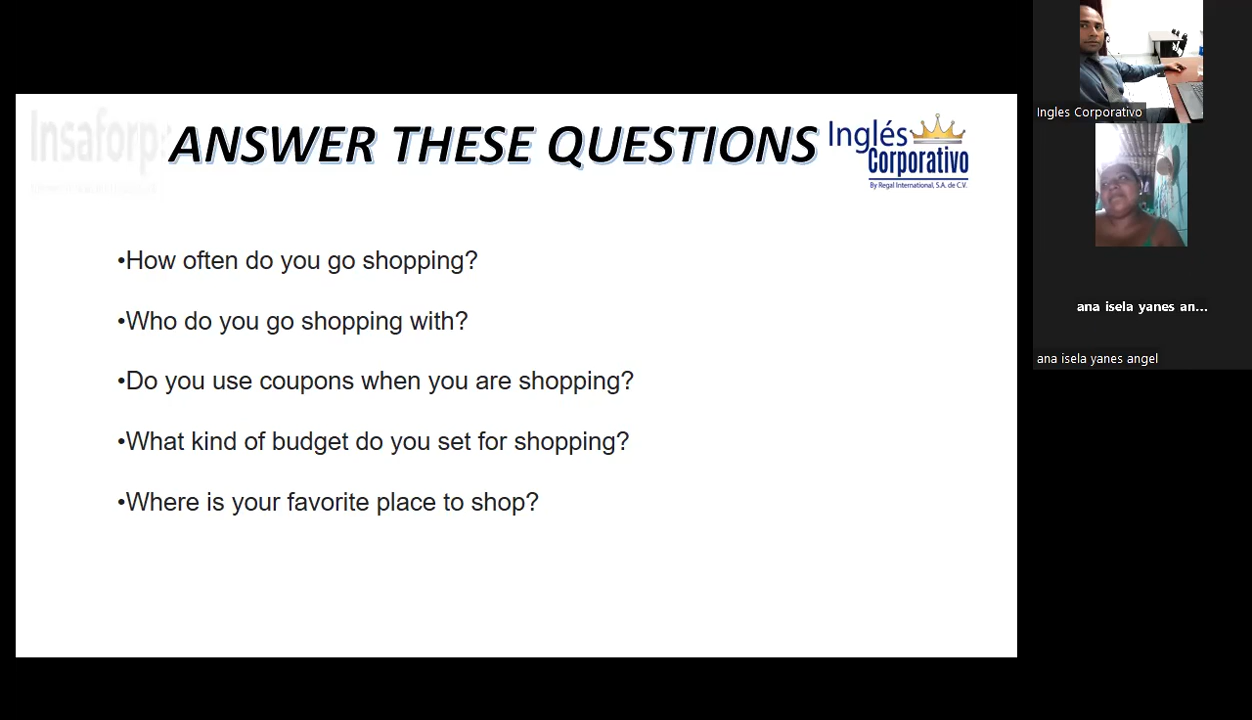 Insaforp
ANSWER THESE QUESTIONS
Inglés
Corporativo
By Regal International, S.A. de C.V.
•How often do you go shopping?
•Who do you go shopping with?
•Do you use coupons when you are shopping?
•What kind of budget do you set for shopping?
•Where is your favorite place to shop?
Ingles Corporativo
ana isela yanes an...
ana isela yanes angel